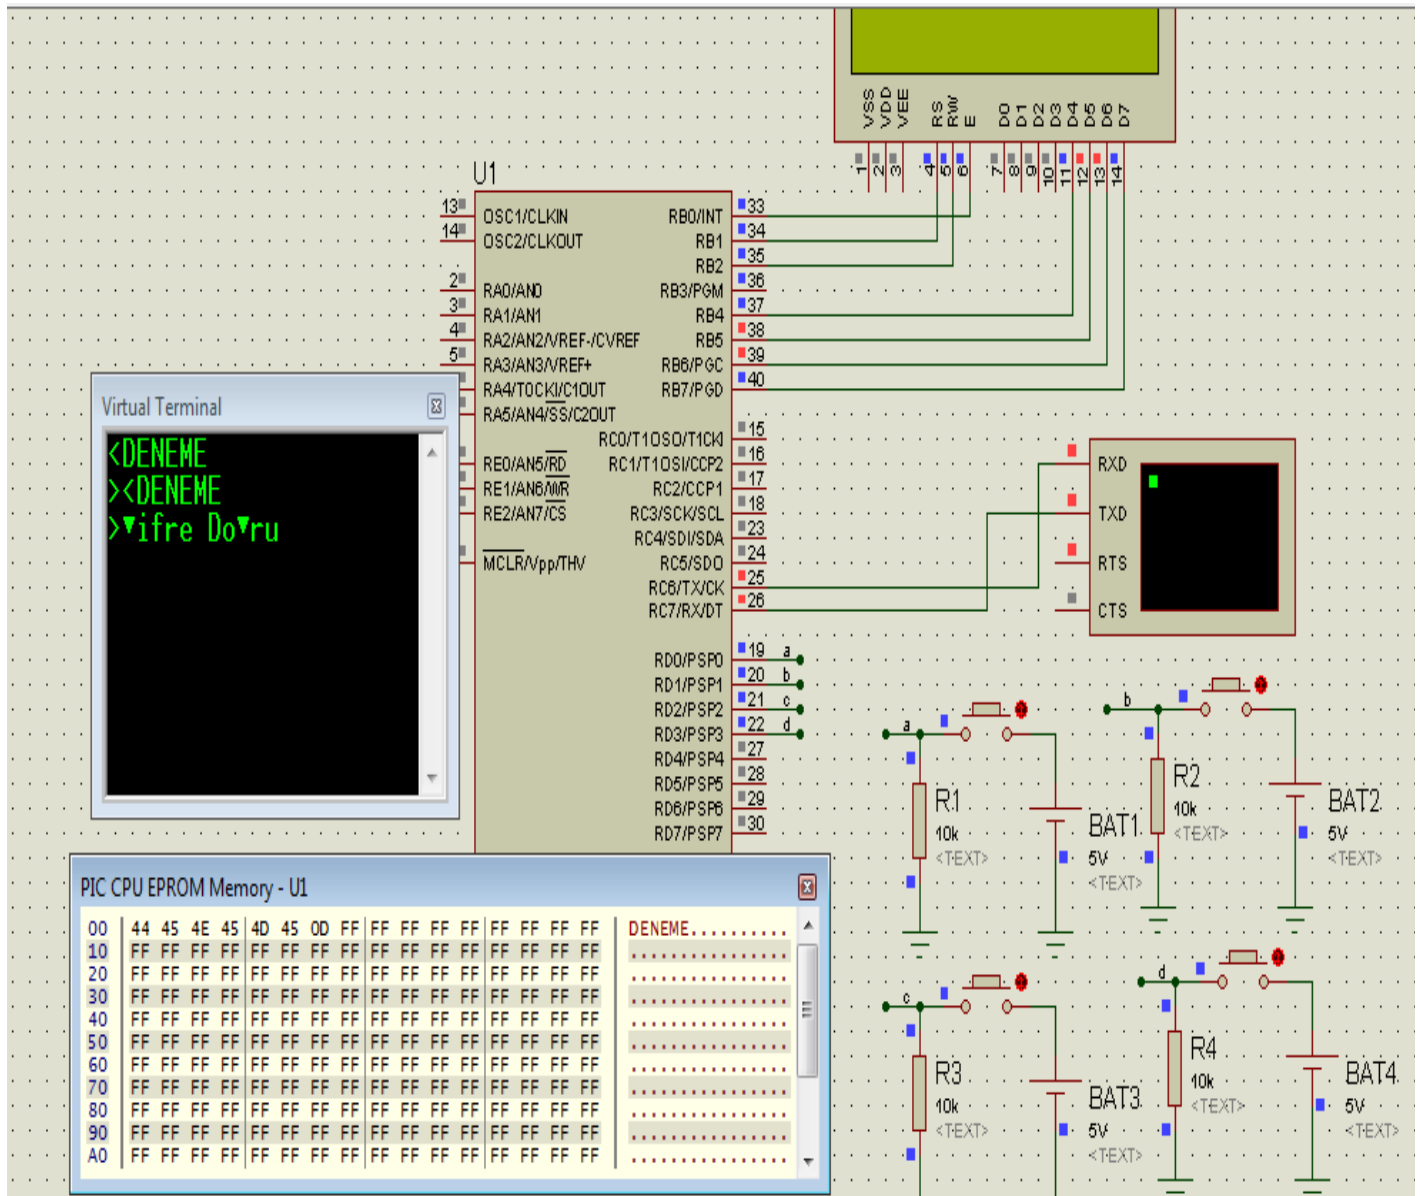 VSS
VDD
VEE
RS
RW
E
D0
D1
D2
D3
D4
D5
D6
D7
1
2
3
4
5
6
7
8
9
10
11
12
13
14
U1
13 OSC1/CLKIN
14 OSC2/CLKOUT
2 RA0/AN0
3 RA1/AN1
4 RA2/AN2/VREF-/CVREF
5 RA3/AN3/VREF+
RA4/T0CKI/C1OUT
RA5/AN4/SS/C2OUT
RE0/AN5/RD
RE1/AN6/WR
RE2/AN7/CS
MCLR/Vpp/THV
RB0/INT 33
RB1 34
RB2 35
RB3/PGM 36
RB4 37
RB5 38
RB6/PGC 39
RB7/PGD 40
RC0/T1OSO/T1CKI 15
RC1/T1OSI/CCP2 16
RC2/CCP1 17
RC3/SCK/SCL 18
RC4/SDI/SDA 23
RC5/SDO 24
RC6/TX/CK 25
RC7/RX/DT 26
RD0/PSP0 19 a
RD1/PSP1 20 b
RD2/PSP2 21 c
RD3/PSP3 22 d
RD4/PSP4 27
RD5/PSP5 28
RD6/PSP6 29
RD7/PSP7 30
Virtual Terminal
<DENEME
><DENEME
>▼ifre Do▼ru
RXD
TXD
RTS
CTS
a
R1
10k
<TEXT>
BAT1
5V
<TEXT>
b
R2
10k
<TEXT>
BAT2
5V
<TEXT>
c
R3
10k
<TEXT>
BAT3
5V
<TEXT>
d
R4
10k
<TEXT>
BAT4
5V
<TEXT>
PIC CPU EPROM Memory - U1
00 44 45 4E 45 4D 45 0D FF FF FF FF FF FF FF FF FF DENEME..........
10 FF FF FF FF FF FF FF FF FF FF FF FF FF FF FF FF ................
20 FF FF FF FF FF FF FF FF FF FF FF FF FF FF FF FF ................
30 FF FF FF FF FF FF FF FF FF FF FF FF FF FF FF FF ................
40 FF FF FF FF FF FF FF FF FF FF FF FF FF FF FF FF ................
50 FF FF FF FF FF FF FF FF FF FF FF FF FF FF FF FF ................
60 FF FF FF FF FF FF FF FF FF FF FF FF FF FF FF FF ................
70 FF FF FF FF FF FF FF FF FF FF FF FF FF FF FF FF ................
80 FF FF FF FF FF FF FF FF FF FF FF FF FF FF FF FF ................
90 FF FF FF FF FF FF FF FF FF FF FF FF FF FF FF FF ................
A0 FF FF FF FF FF FF FF FF FF FF FF FF FF FF FF FF ................